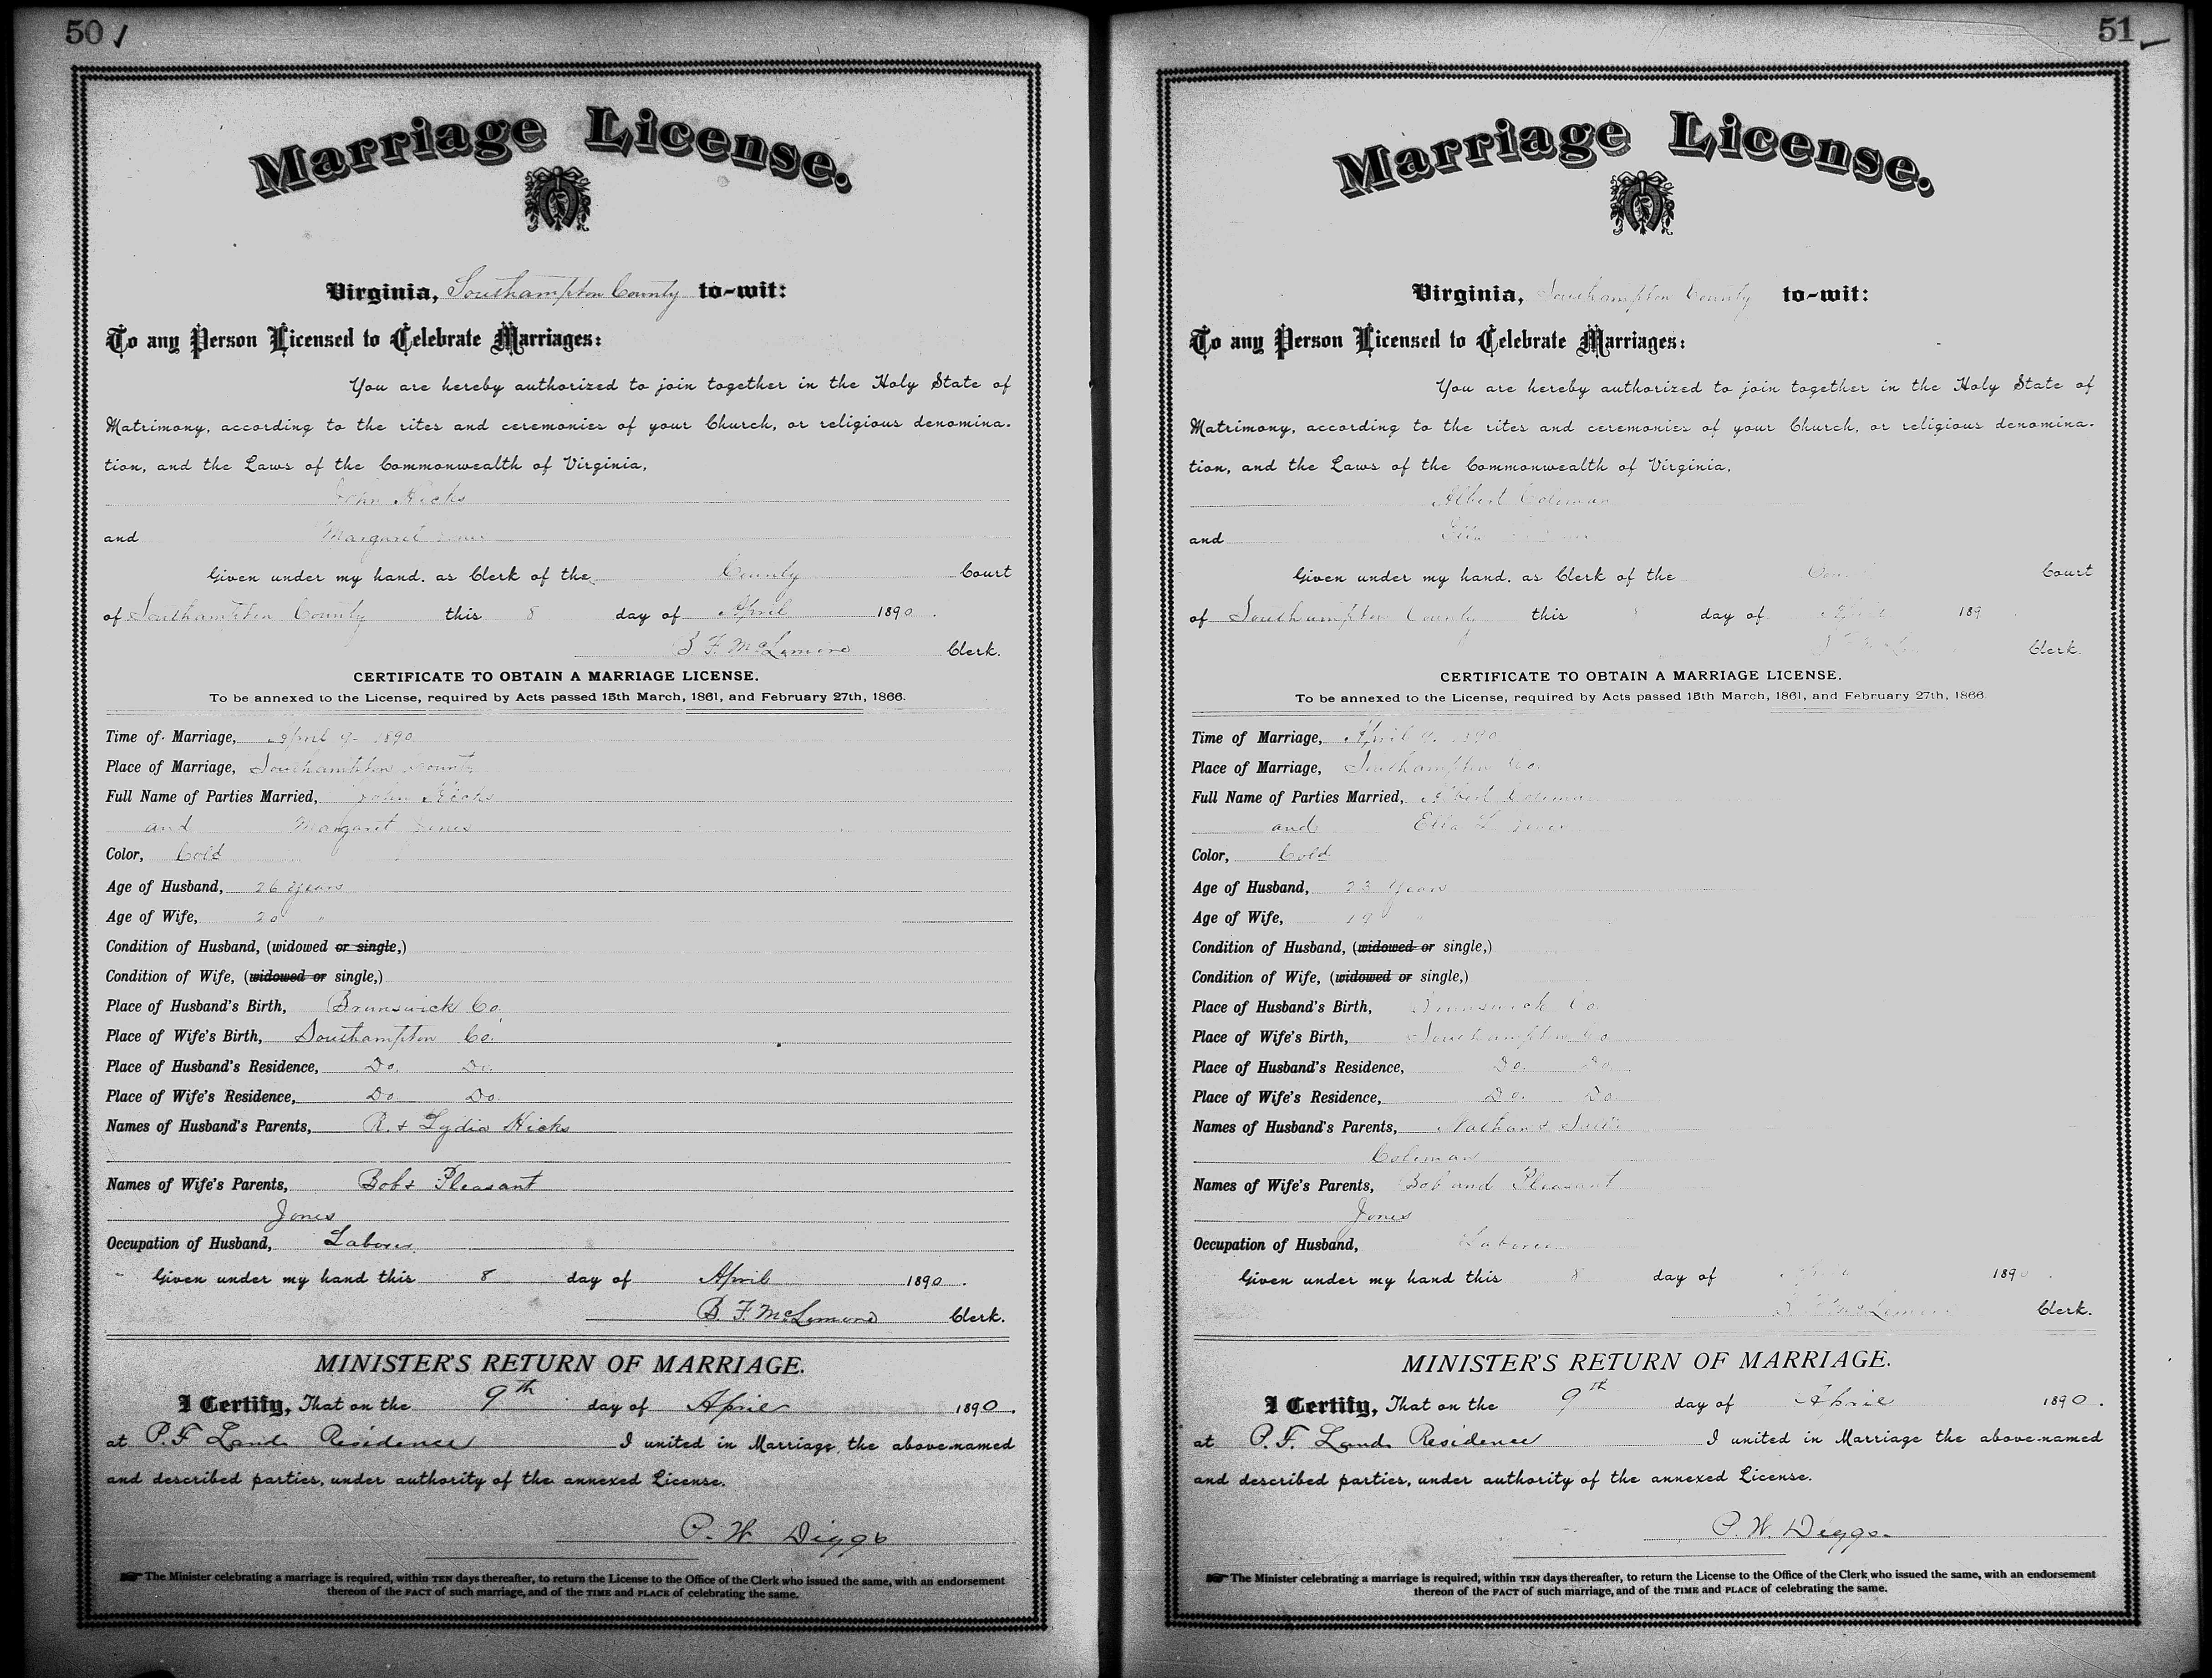 50
Marriage License.
Virginia, Southampton County to-wit:
To any Person Licensed to Celebrate Marriages:
You are hereby authorized to join together in the Holy State of
Matrimony, according to the rites and ceremonies of your Church, or religious denomina-
tion, and the Laws of the Commonwealth of Virginia,
John Hicks
and Margaret Jones
Given under my hand, as Clerk of the County Court
of Southampton County this 8 day of April 1890.
B. F. McLemore Clerk.
CERTIFICATE TO OBTAIN A MARRIAGE LICENSE.
To be annexed to the License, required by Acts passed 15th March, 1861, and February 27th, 1866.
Time of Marriage, April 9. 1890
Place of Marriage, Southampton County
Full Name of Parties Married, John Hicks
and Margaret Jones
Color, Cold
Age of Husband, 26 years
Age of Wife, 20 "
Condition of Husband, (widowed or single,)
Condition of Wife, (widowed or single,)
Place of Husband's Birth, Brunswick Co.
Place of Wife's Birth, Southampton Co.
Place of Husband's Residence, Do. Do.
Place of Wife's Residence, Do Do.
Names of Husband's Parents, R. & Lydia Hicks
Names of Wife's Parents, Bob & Pleasant
Jones
Occupation of Husband, Laborer
Given under my hand this 8 day of April 1890.
B. F. McLemore Clerk.
MINISTER'S RETURN OF MARRIAGE.
I Certify, That on the 9th day of April 1890.
at P. F. Lands Residence I united in Marriage the above-named
and described parties, under authority of the annexed License.
P. W. Diggs
The Minister celebrating a marriage is required, within TEN days thereafter, to return the License to the Office of the Clerk who issued the same, with an endorsement
thereof of the FACT of such marriage, and of the TIME and PLACE of celebrating the same.
51
Marriage License.
Virginia, Southampton County to-wit:
To any Person Licensed to Celebrate Marriages:
You are hereby authorized to join together in the Holy State of
Matrimony, according to the rites and ceremonies of your Church, or religious denomina-
tion, and the Laws of the Commonwealth of Virginia,
Albert Coleman
and Ella
Given under my hand, as Clerk of the Court
of Southampton County this 8 day of April 189
Clerk.
CERTIFICATE TO OBTAIN A MARRIAGE LICENSE.
To be annexed to the License, required by Acts passed 15th March, 1861, and February 27th, 1866.
Time of Marriage, April 9. 1890
Place of Marriage, Southampton Co.
Full Name of Parties Married, Albert Coleman
and Ella Jones
Color, Cold
Age of Husband, 23 Years
Age of Wife,
Condition of Husband, (widowed or single,)
Condition of Wife, (widowed or single,)
Place of Husband's Birth, Brunswick Co.
Place of Wife's Birth, Southampton Co
Place of Husband's Residence, Do. Do.
Place of Wife's Residence, Do. Do
Names of Husband's Parents, Nathan &
Coleman
Names of Wife's Parents, Bob and Pleasant
Jones
Occupation of Husband, Laborer
Given under my hand this 8 day of April 1890.
McLemore Clerk.
MINISTER'S RETURN OF MARRIAGE.
I Certify, That on the 9th day of April 1890.
at P. F. Lands Residence I united in Marriage the above-named
and described parties, under authority of the annexed License.
P. W. Diggs.
The Minister celebrating a marriage is required, within TEN days thereafter, to return the License to the Office of the Clerk who issued the same, with an endorsement
thereof of the FACT of such marriage, and of the TIME and PLACE of celebrating the same.